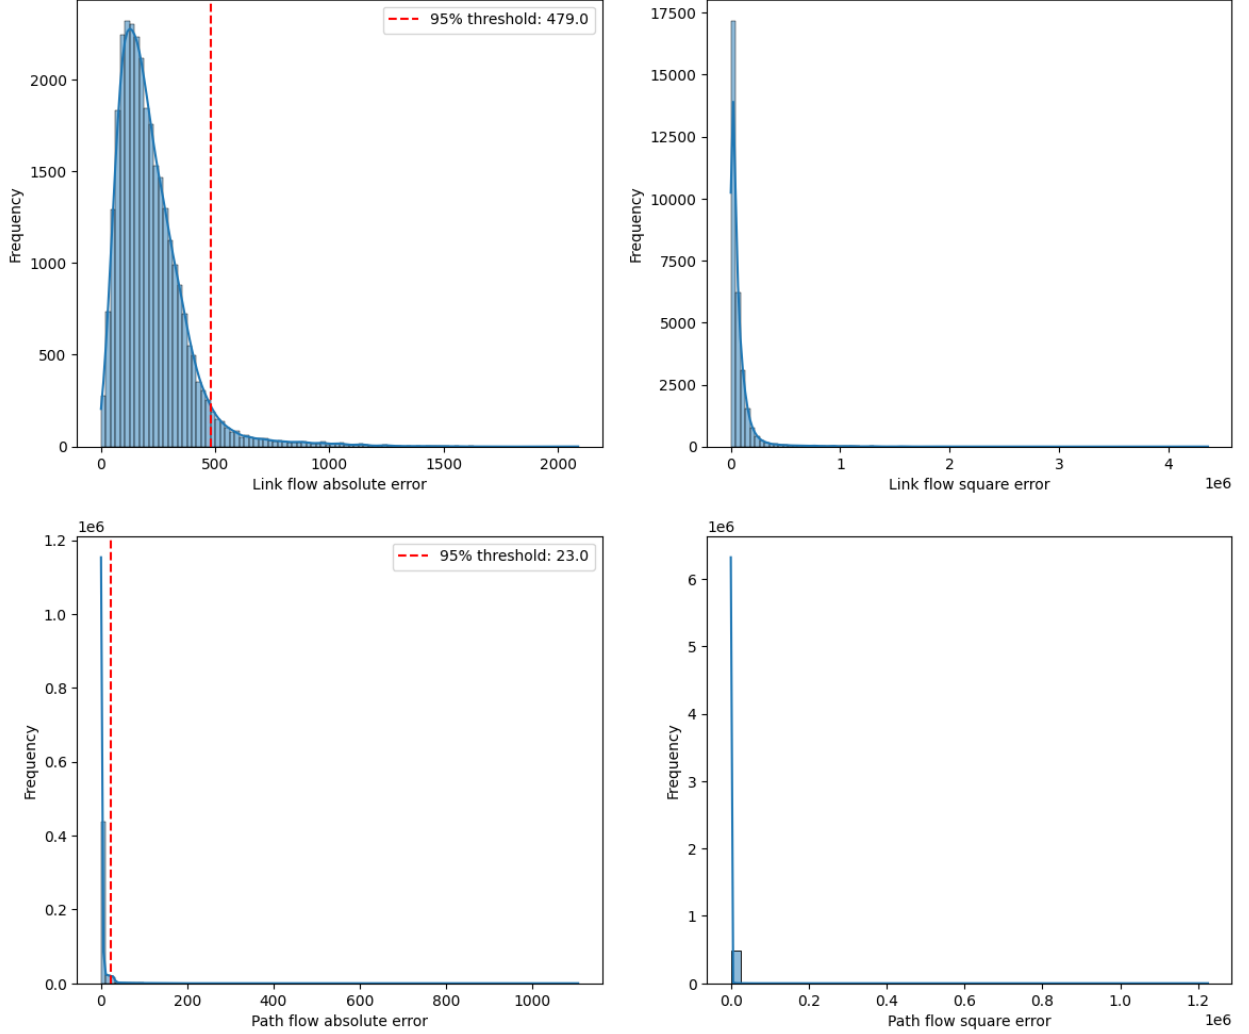 95% threshold: 479.0
2000
1500
1000
500
0
Frequency
0 500 1000 1500 2000
Link flow absolute error
17500
15000
12500
10000
7500
5000
2500
0
Frequency
0 1 2 3 4
1e6
Link flow square error
1e6
95% threshold: 23.0
1.2
1.0
0.8
0.6
0.4
0.2
0.0
Frequency
0 200 400 600 800 1000
Path flow absolute error
1e6
6
5
4
3
2
1
0
Frequency
0.0 0.2 0.4 0.6 0.8 1.0 1.2
1e6
Path flow square error